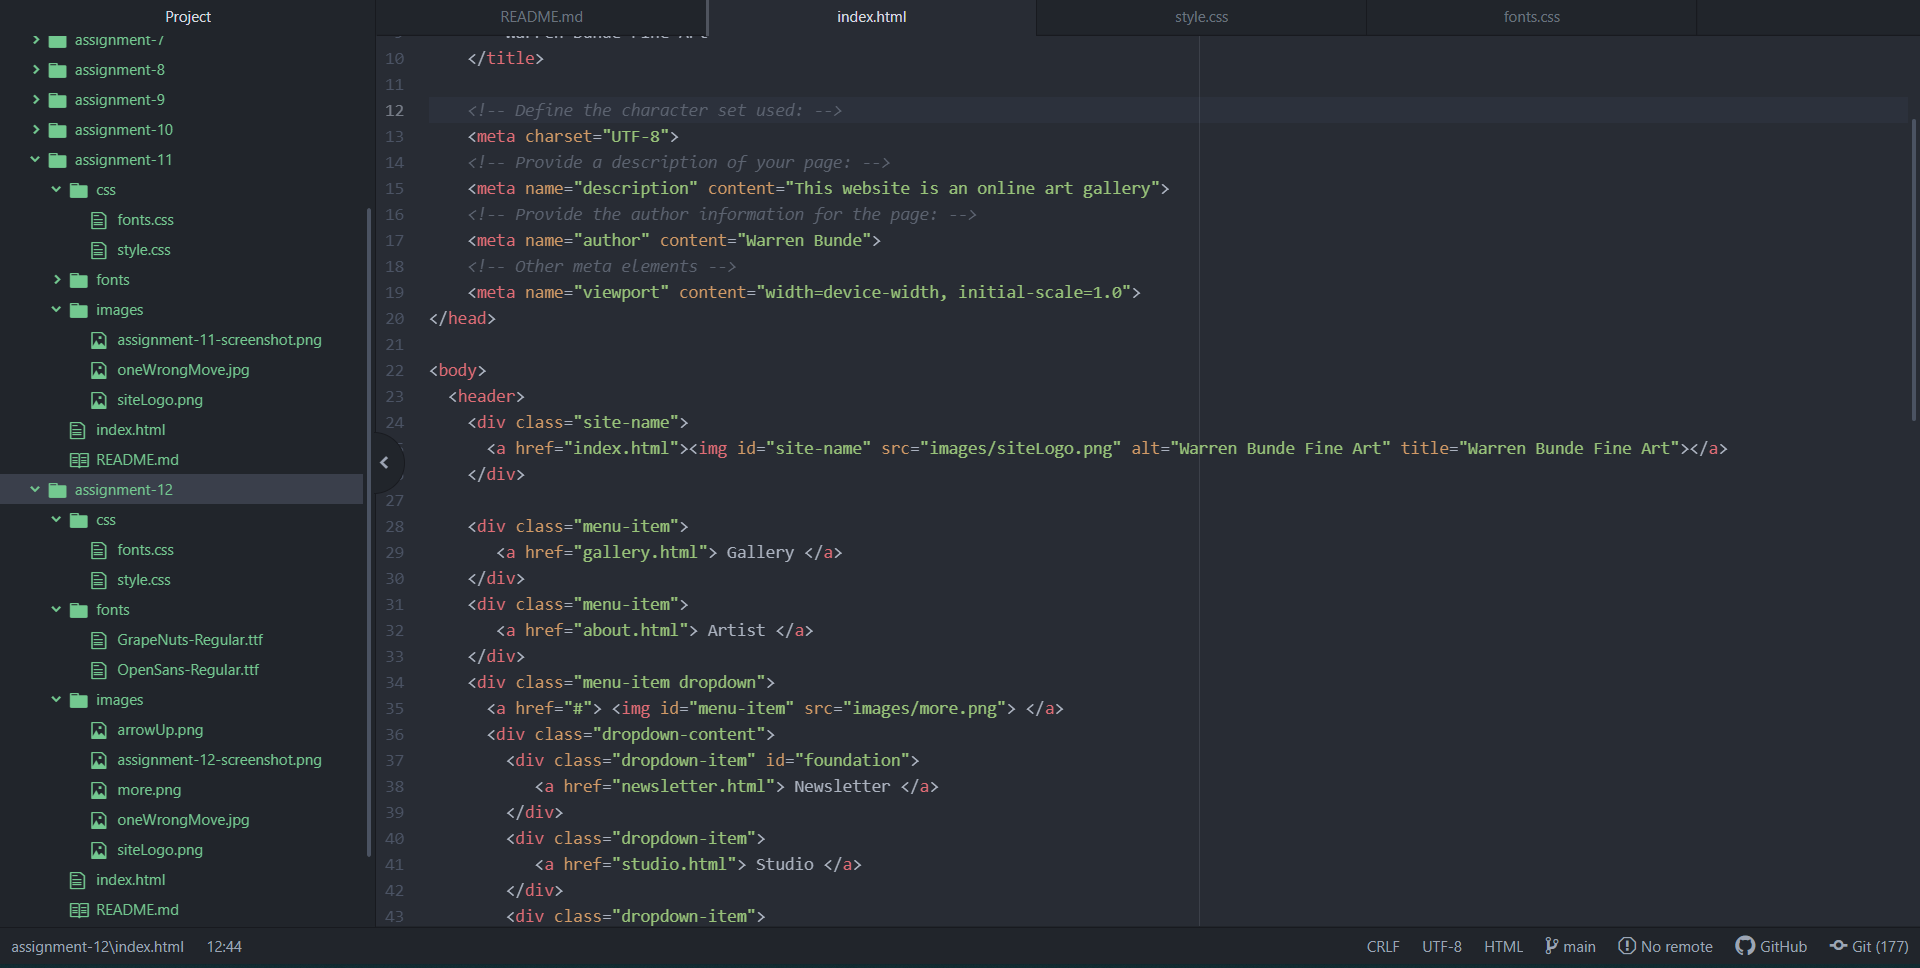 Project
assignment-7
assignment-8
assignment-9
assignment-10
assignment-11
css
fonts.css
style.css
fonts
images
assignment-11-screenshot.png
oneWrongMove.jpg
siteLogo.png
index.html
README.md
assignment-12
css
fonts.css
style.css
fonts
GrapeNuts-Regular.ttf
OpenSans-Regular.ttf
images
arrowUp.png
assignment-12-screenshot.png
more.png
oneWrongMove.jpg
siteLogo.png
index.html
README.md
README.md index.html style.css fonts.css
9 Warren Bunde Fine Art
10 </title>
11
12 <!-- Define the character set used: -->
13 <meta charset="UTF-8">
14 <!-- Provide a description of your page: -->
15 <meta name="description" content="This website is an online art gallery">
16 <!-- Provide the author information for the page: -->
17 <meta name="author" content="Warren Bunde">
18 <!-- Other meta elements -->
19 <meta name="viewport" content="width=device-width, initial-scale=1.0">
20 </head>
21
22 <body>
23 <header>
24 <div class="site-name">
<a href="index.html"><img id="site-name" src="images/siteLogo.png" alt="Warren Bunde Fine Art" title="Warren Bunde Fine Art"></a>
</div>
27
28 <div class="menu-item">
29 <a href="gallery.html"> Gallery </a>
30 </div>
31 <div class="menu-item">
32 <a href="about.html"> Artist </a>
33 </div>
34 <div class="menu-item dropdown">
35 <a href="#"> <img id="menu-item" src="images/more.png"> </a>
36 <div class="dropdown-content">
37 <div class="dropdown-item" id="foundation">
38 <a href="newsletter.html"> Newsletter </a>
39 </div>
40 <div class="dropdown-item">
41 <a href="studio.html"> Studio </a>
42 </div>
43 <div class="dropdown-item">
assignment-12\index.html 12:44 CRLF UTF-8 HTML main No remote GitHub Git (177)